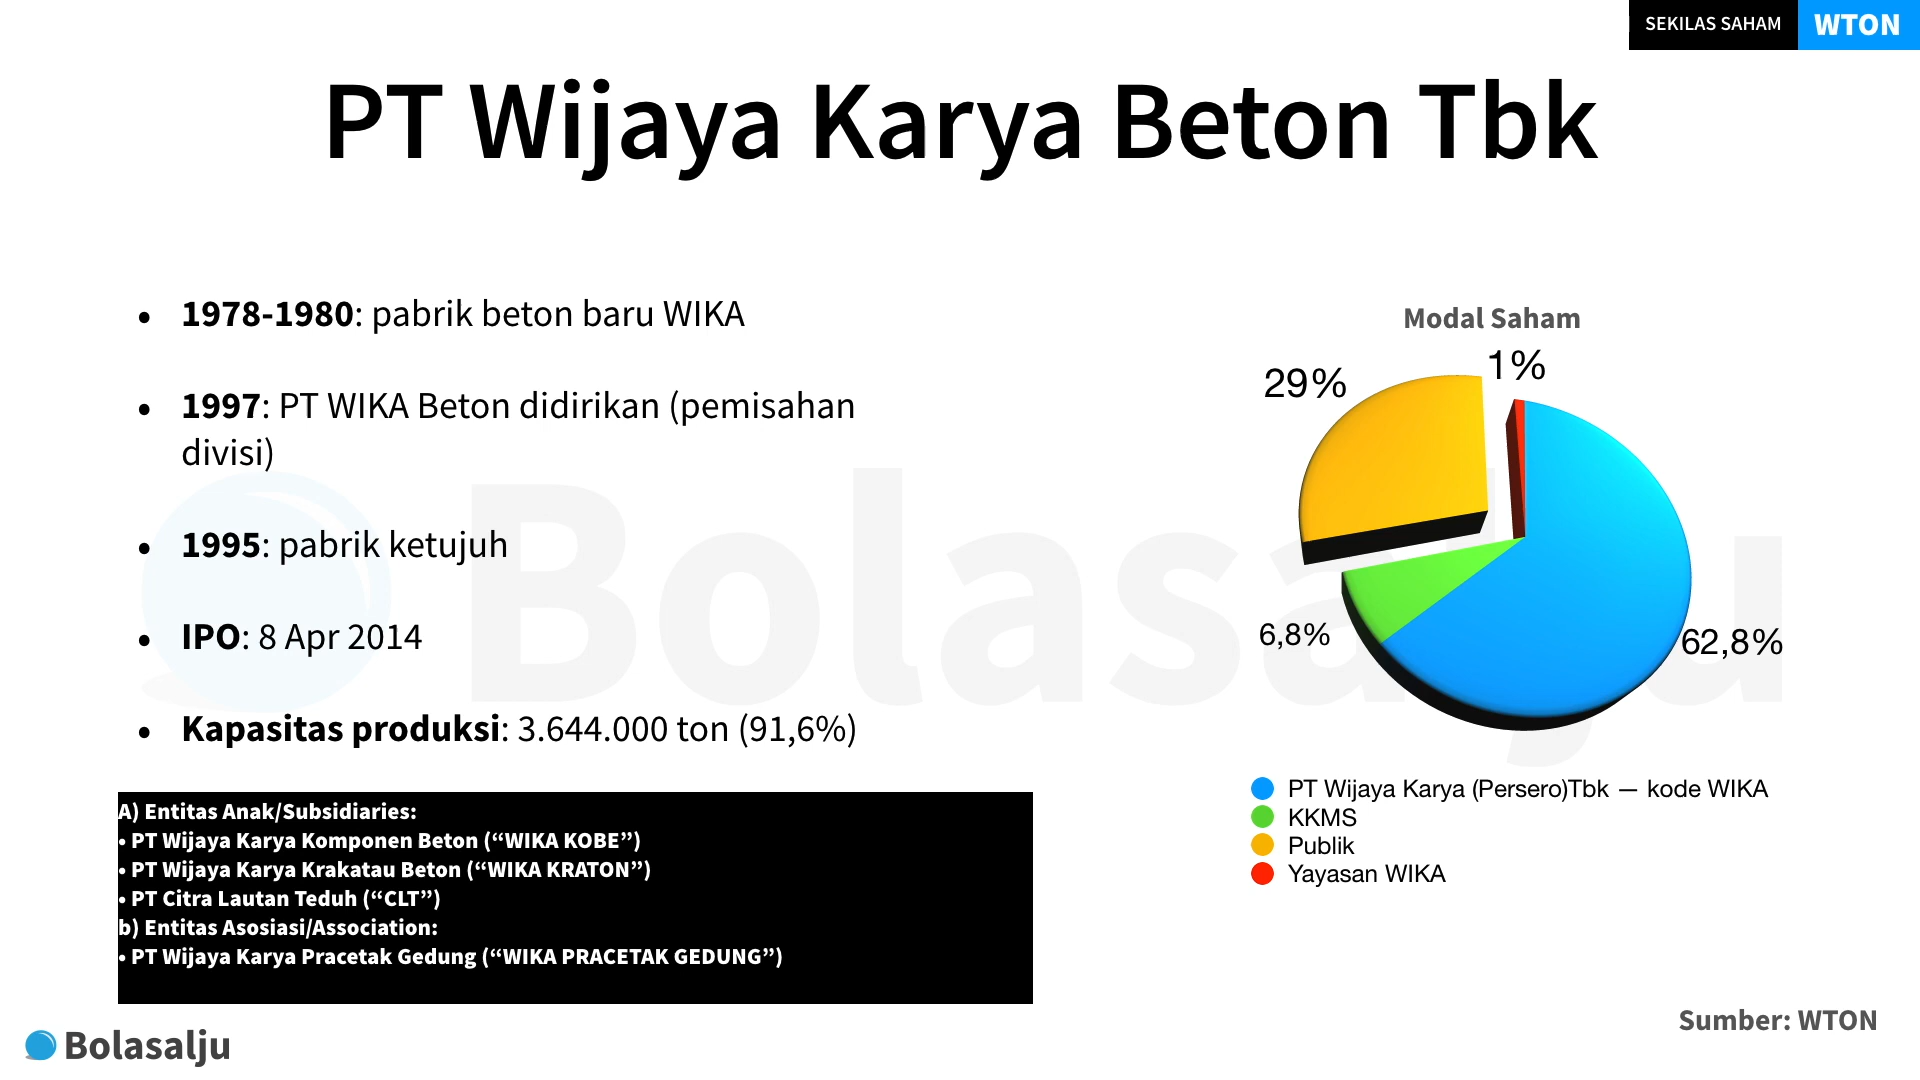 SEKILAS SAHAM WTON
PT Wijaya Karya Beton Tbk
• 1978-1980: pabrik beton baru WIKA
• 1997: PT WIKA Beton didirikan (pemisahan
divisi)
• 1995: pabrik ketujuh
• IPO: 8 Apr 2014
• Kapasitas produksi: 3.644.000 ton (91,6%)
A) Entitas Anak/Subsidiaries:
• PT Wijaya Karya Komponen Beton (“WIKA KOBE”)
• PT Wijaya Karya Krakatau Beton (“WIKA KRATON”)
• PT Citra Lautan Teduh (“CLT”)
b) Entitas Asosiasi/Association:
• PT Wijaya Karya Pracetak Gedung (“WIKA PRACETAK GEDUNG”)
Modal Saham
1%
29%
6,8%
62,8%
PT Wijaya Karya (Persero)Tbk — kode WIKA
KKMS
Publik
Yayasan WIKA
Bolasalju
Sumber: WTON
Bolasalju